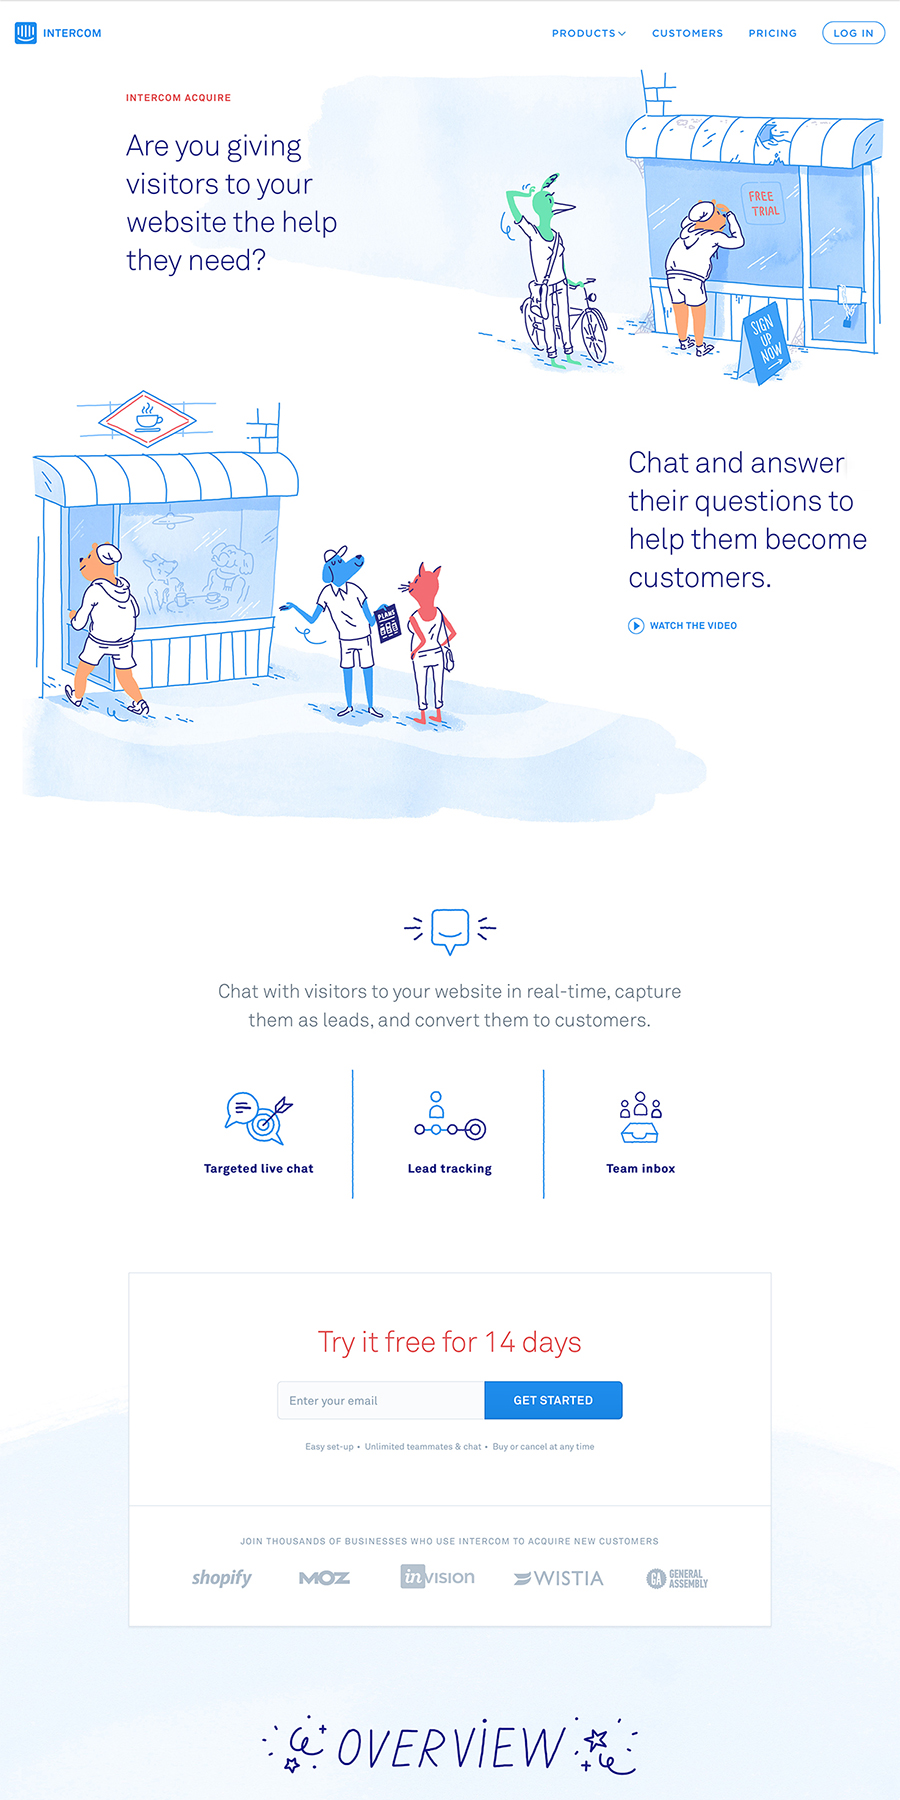 INTERCOM
PRODUCTS
CUSTOMERS
PRICING
LOG IN
INTERCOM ACQUIRE
Are you giving
visitors to your
website the help
they need?
FREE
TRIAL
SIGN
UP
NOW
Chat and answer
their questions to
help them become
customers.
WATCH THE VIDEO
PLANS
Chat with visitors to your website in real-time, capture
them as leads, and convert them to customers.
Targeted live chat
Lead tracking
Team inbox
Try it free for 14 days
Enter your email
GET STARTED
Easy set-up • Unlimited teammates & chat • Buy or cancel at any time
JOIN THOUSANDS OF BUSINESSES WHO USE INTERCOM TO ACQUIRE NEW CUSTOMERS
shopify
MOZ
inVISION
WISTIA
GA GENERAL
ASSEMBLY
OVERVIEW